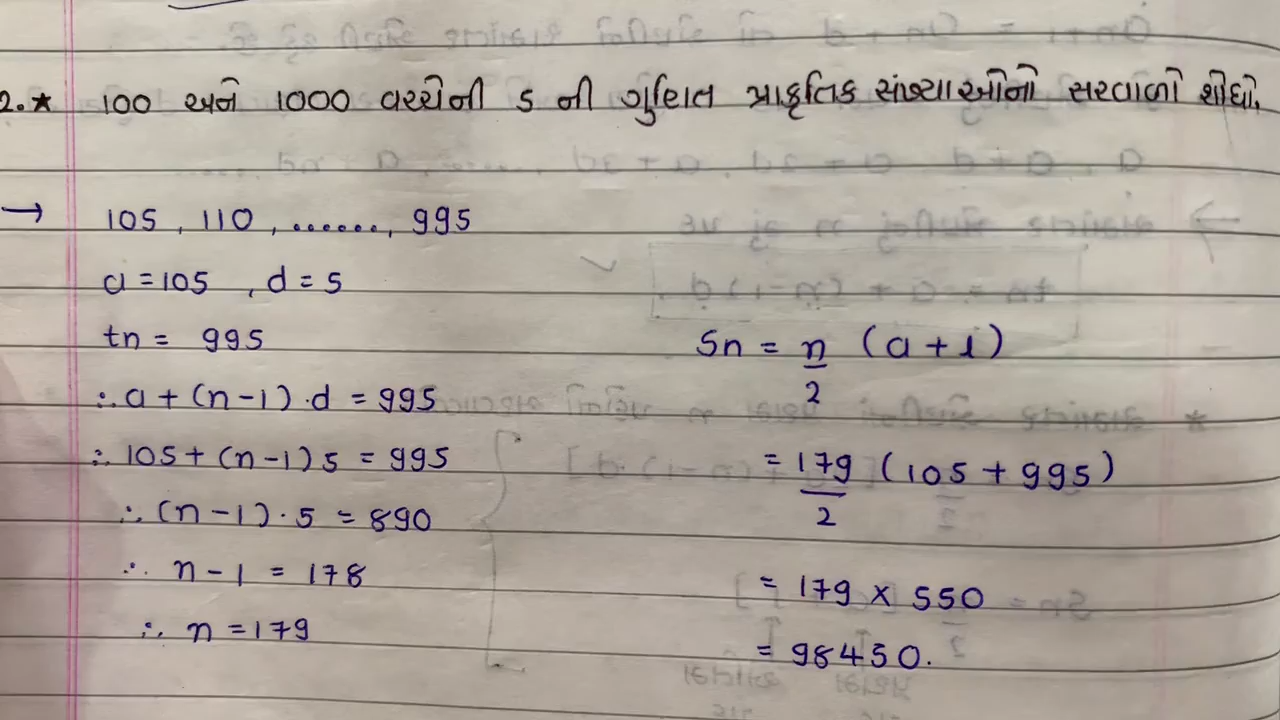 2.* 100 અને 1000 વચ્ચેની 5 ની ગુણિત પ્રાકૃતિક સંખ્યાઓનો સરવાળો શોધો.
→ 105 , 110 , ......, 995
a = 105 , d = 5
tn = 995
∴ a + (n-1) · d = 995
∴ 105 + (n-1) 5 = 995
∴ (n-1) · 5 = 890
∴ n-1 = 178
∴ n = 179
Sn = n/2 (a + l)
= 179/2 (105 + 995)
= 179 × 550
= 98450.